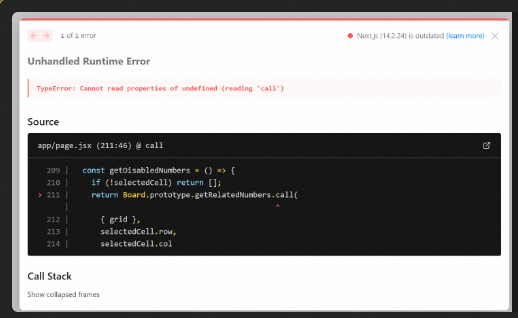 1 of 1 error
Next.js (14.2.24) is outdated (learn more)
Unhandled Runtime Error
TypeError: Cannot read properties of undefined (reading 'call')
Source
app/page.jsx (211:46) @ call
209 | const getDisabledNumbers = () => {
210 | if (!selectedCell) return [];
> 211 | return Board.prototype.getRelatedNumbers.call(
| ^
212 | { grid },
213 | selectedCell.row,
214 | selectedCell.col
Call Stack
Show collapsed frames